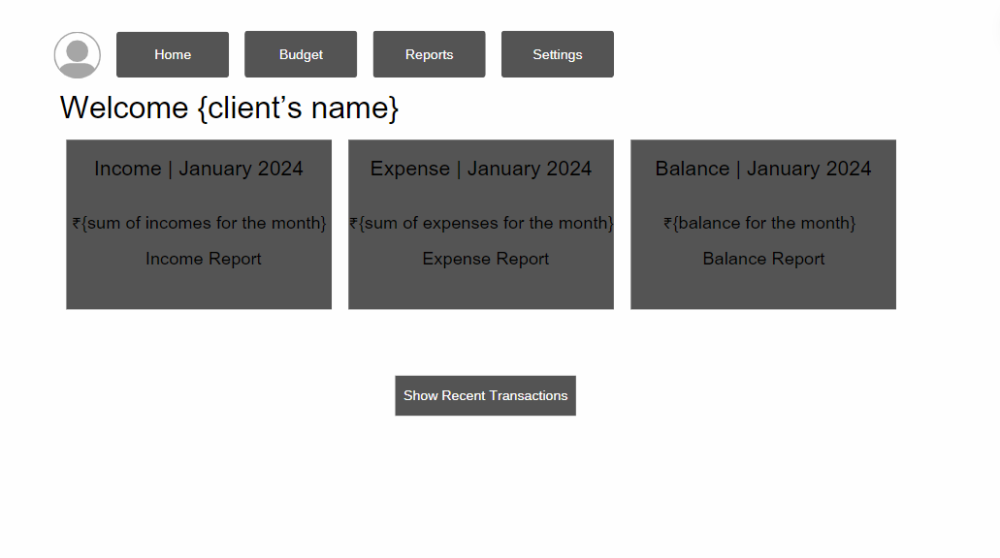 Home Budget Reports Settings
Welcome {client’s name}
Income | January 2024
₹{sum of incomes for the month}
Income Report
Expense | January 2024
₹{sum of expenses for the month}
Expense Report
Balance | January 2024
₹{balance for the month}
Balance Report
Show Recent Transactions